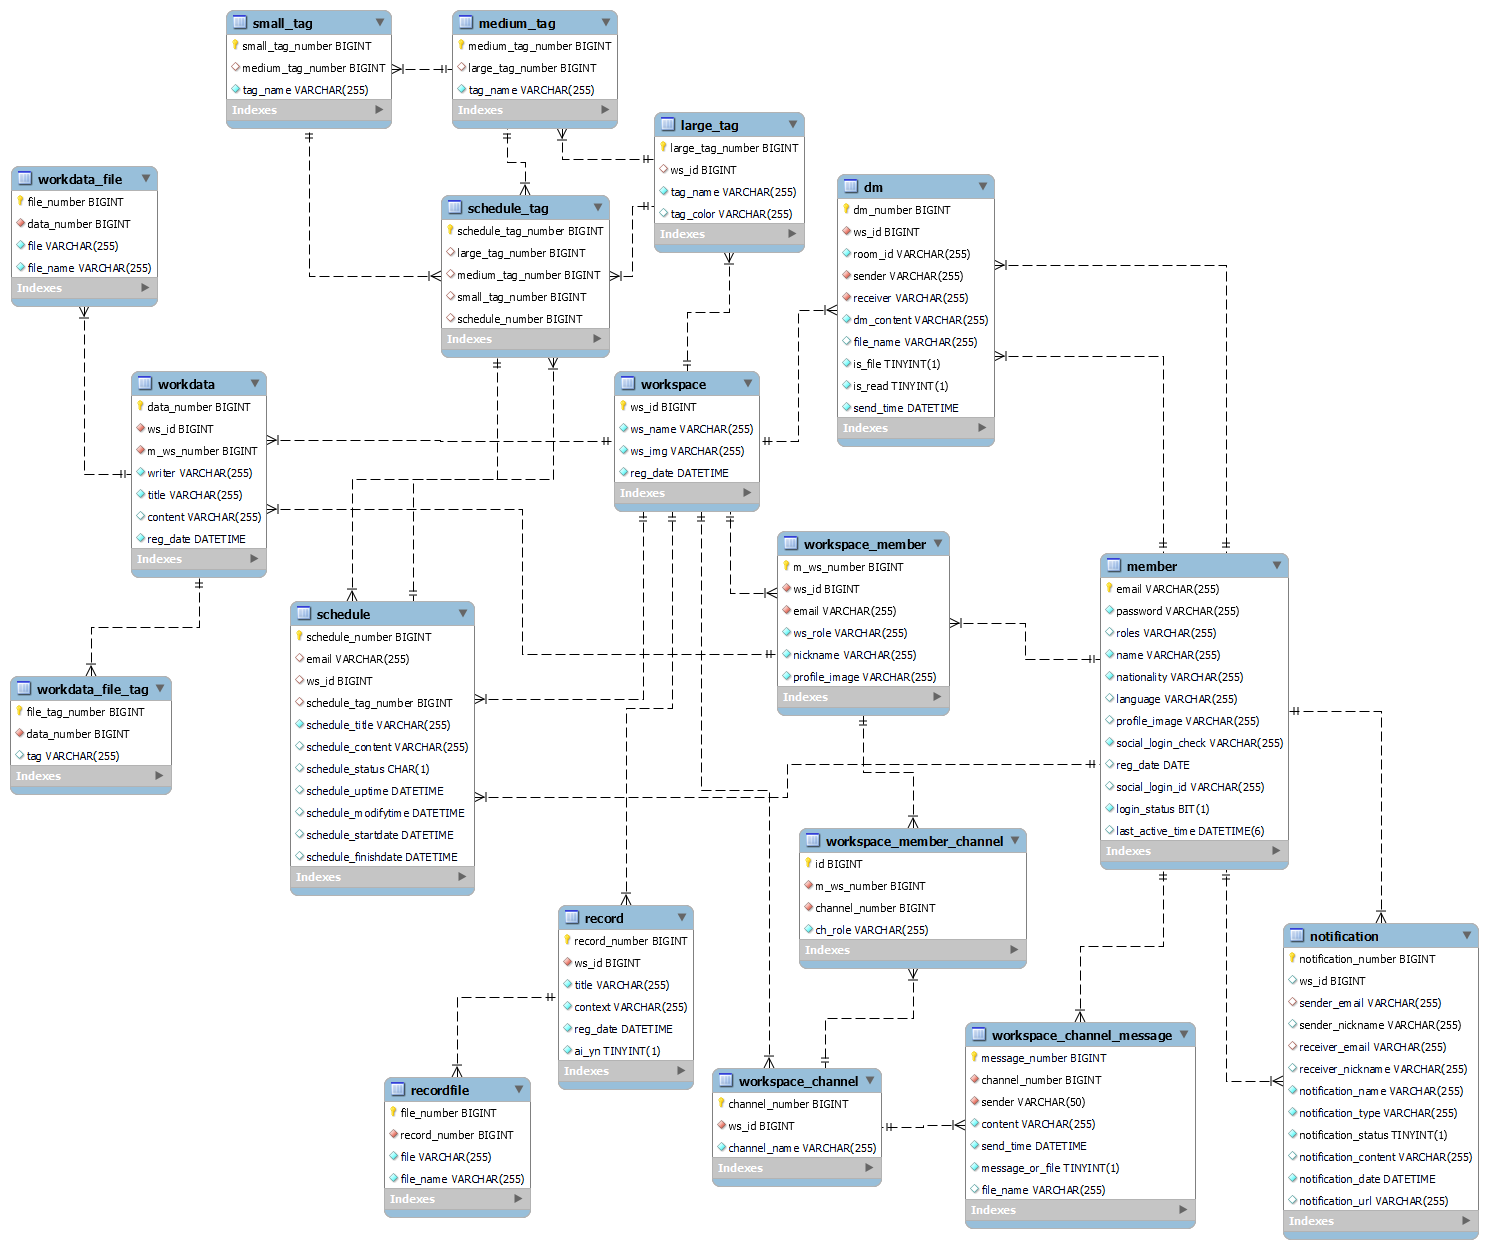 small_tag
small_tag_number BIGINT
medium_tag_number BIGINT
tag_name VARCHAR(255)
Indexes
medium_tag
medium_tag_number BIGINT
large_tag_number BIGINT
tag_name VARCHAR(255)
Indexes
large_tag
large_tag_number BIGINT
ws_id BIGINT
tag_name VARCHAR(255)
tag_color VARCHAR(255)
Indexes
workdata_file
file_number BIGINT
data_number BIGINT
file VARCHAR(255)
file_name VARCHAR(255)
Indexes
schedule_tag
schedule_tag_number BIGINT
large_tag_number BIGINT
medium_tag_number BIGINT
small_tag_number BIGINT
schedule_number BIGINT
Indexes
dm
dm_number BIGINT
ws_id BIGINT
room_id VARCHAR(255)
sender VARCHAR(255)
receiver VARCHAR(255)
dm_content VARCHAR(255)
file_name VARCHAR(255)
is_file TINYINT(1)
is_read TINYINT(1)
send_time DATETIME
Indexes
workdata
data_number BIGINT
ws_id BIGINT
m_ws_number BIGINT
writer VARCHAR(255)
title VARCHAR(255)
content VARCHAR(255)
reg_date DATETIME
Indexes
workspace
ws_id BIGINT
ws_name VARCHAR(255)
ws_img VARCHAR(255)
reg_date DATETIME
Indexes
workspace_member
m_ws_number BIGINT
ws_id BIGINT
email VARCHAR(255)
ws_role VARCHAR(255)
nickname VARCHAR(255)
profile_image VARCHAR(255)
Indexes
member
email VARCHAR(255)
password VARCHAR(255)
roles VARCHAR(255)
name VARCHAR(255)
nationality VARCHAR(255)
language VARCHAR(255)
profile_image VARCHAR(255)
social_login_check VARCHAR(255)
reg_date DATE
social_login_id VARCHAR(255)
login_status BIT(1)
last_active_time DATETIME(6)
Indexes
schedule
schedule_number BIGINT
email VARCHAR(255)
ws_id BIGINT
schedule_tag_number BIGINT
schedule_title VARCHAR(255)
schedule_content VARCHAR(255)
schedule_status CHAR(1)
schedule_uptime DATETIME
schedule_modifytime DATETIME
schedule_startdate DATETIME
schedule_finishdate DATETIME
Indexes
workdata_file_tag
file_tag_number BIGINT
data_number BIGINT
tag VARCHAR(255)
Indexes
workspace_member_channel
id BIGINT
m_ws_number BIGINT
channel_number BIGINT
ch_role VARCHAR(255)
Indexes
record
record_number BIGINT
ws_id BIGINT
title VARCHAR(255)
context VARCHAR(255)
reg_date DATETIME
ai_yn TINYINT(1)
Indexes
notification
notification_number BIGINT
ws_id BIGINT
sender_email VARCHAR(255)
sender_nickname VARCHAR(255)
receiver_email VARCHAR(255)
receiver_nickname VARCHAR(255)
notification_name VARCHAR(255)
notification_type VARCHAR(255)
notification_status TINYINT(1)
notification_content VARCHAR(255)
notification_date DATETIME
notification_url VARCHAR(255)
Indexes
workspace_channel_message
message_number BIGINT
channel_number BIGINT
sender VARCHAR(50)
content VARCHAR(255)
send_time DATETIME
message_or_file TINYINT(1)
file_name VARCHAR(255)
Indexes
workspace_channel
channel_number BIGINT
ws_id BIGINT
channel_name VARCHAR(255)
Indexes
recordfile
file_number BIGINT
record_number BIGINT
file VARCHAR(255)
file_name VARCHAR(255)
Indexes